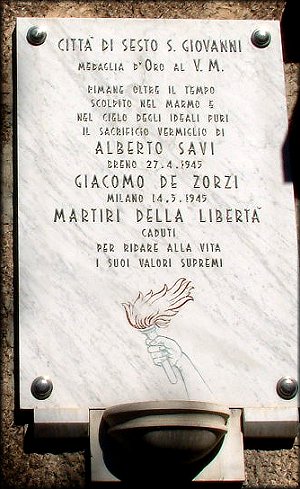 CITTÀ DI SESTO S. GIOVANNI
MEDAGLIA D'ORO AL V. M.
RIMANE OLTRE IL TEMPO
SCOLPITO NEL MARMO E
NEL CIELO DEGLI IDEALI PURI
IL SACRIFICIO VERMIGLIO DI
ALBERTO SAVI
BRENO 27.4.1945
GIACOMO DE ZORZI
MILANO 14.3.1945
MARTIRI DELLA LIBERTÀ
CADUTI
PER RIDARE ALLA VITA
I SUOI VALORI SUPREMI